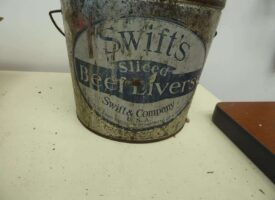 Swift's
Sliced
Beef Livers
Swift & Company
U.S.A.